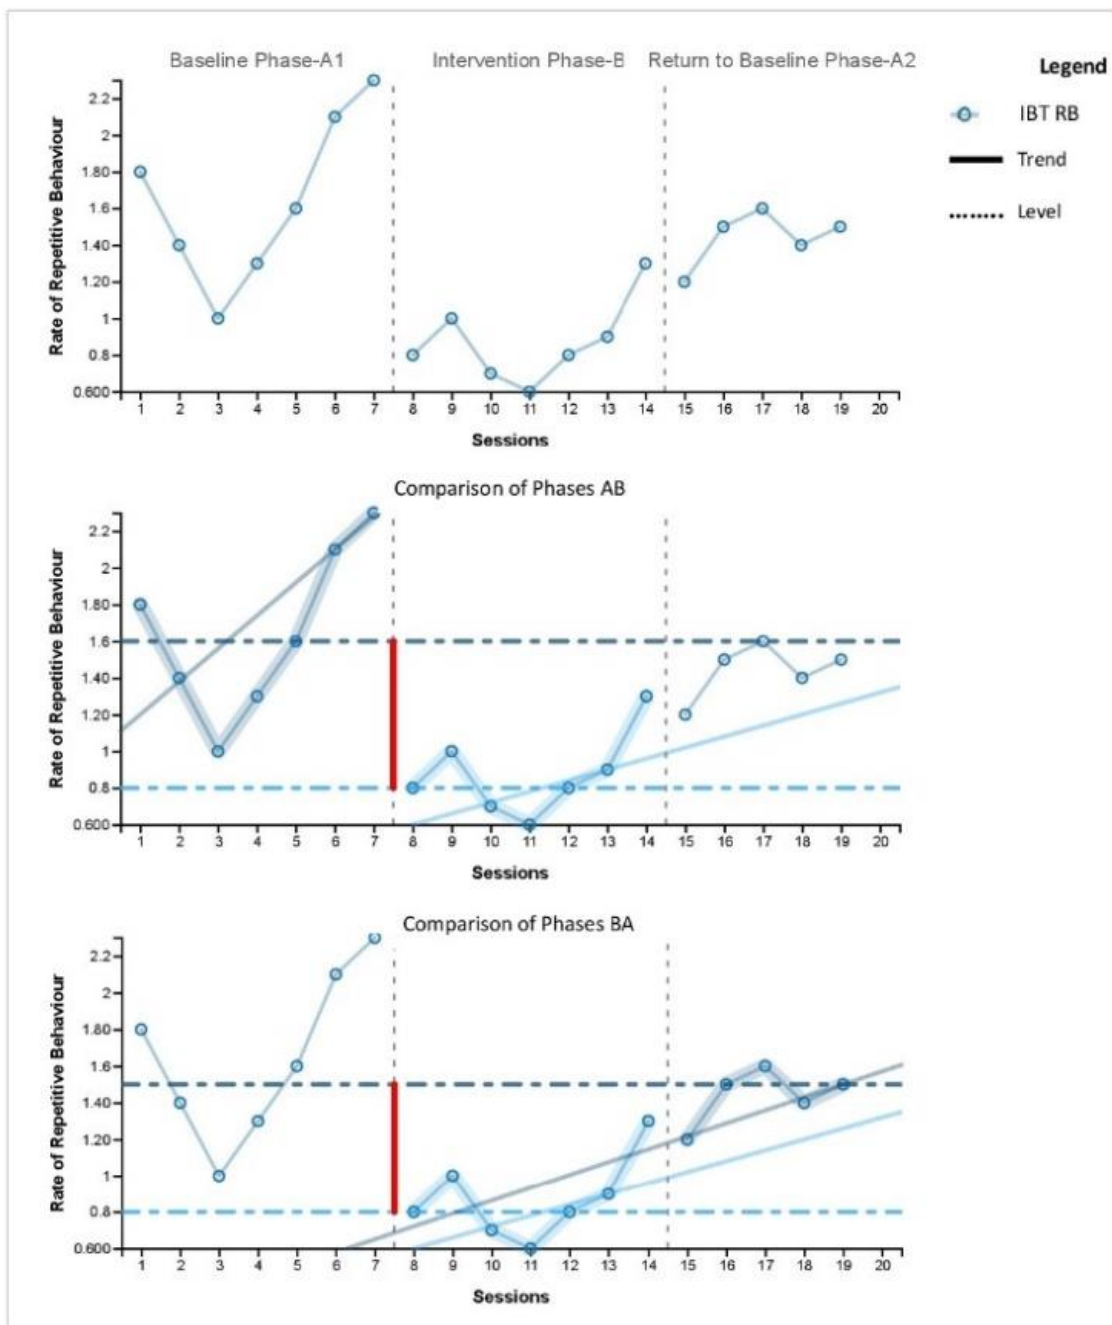 Baseline Phase-A1
Intervention Phase-B
Return to Baseline Phase-A2
Legend
IBT RB
Trend
Level
Rate of Repetitive Behaviour
2.2
2
1.80
1.6
1.40
1.20
1
0.8
0.600
1 2 3 4 5 6 7 8 9 10 11 12 13 14 15 16 17 18 19 20
Sessions
Comparison of Phases AB
Rate of Repetitive Behaviour
2.2
2
1.80
1.6
1.40
1.20
1
0.8
0.600
1 2 3 4 5 6 7 8 9 10 11 12 13 14 15 16 17 18 19 20
Sessions
Comparison of Phases BA
Rate of Repetitive Behaviour
2.2
2
1.80
1.6
1.40
1.20
1
0.8
0.600
1 2 3 4 5 6 7 8 9 10 11 12 13 14 15 16 17 18 19 20
Sessions